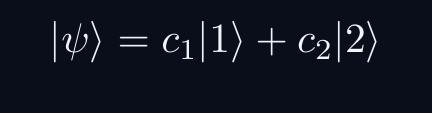 |ψ⟩ = c₁|1⟩ + c₂|2⟩